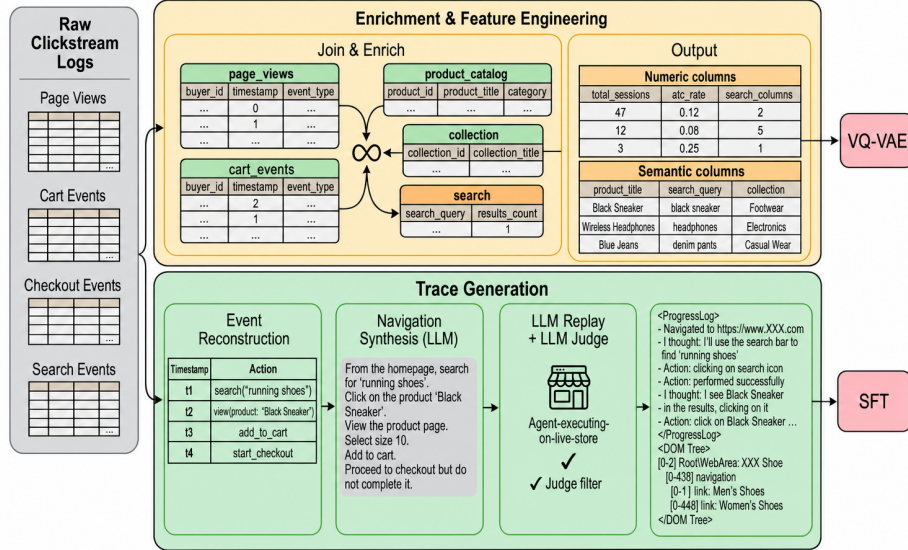 Raw
Clickstream
Logs
Page Views
...
Cart Events
...
Checkout Events
...
Search Events
...
Enrichment & Feature Engineering
Join & Enrich
page_views
buyer_id timestamp event_type
... 0 ...
... 1 ...
cart_events
buyer_id timestamp event_type
... 2 ...
... 1 ...
... ... ...
∞
product_catalog
product_id product_title category
... ... ...
collection
collection_id collection_title
... ...
search
search_query results_count
... 1
Output
Numeric columns
total_sessions atc_rate search_columns
47 0.12 2
12 0.08 5
3 0.25 1
Semantic columns
product_title search_query collection
Black Sneaker black sneaker Footwear
Wireless Headphones headphones Electronics
Blue Jeans denim pants Casual Wear
VQ-VAE
Trace Generation
Event
Reconstruction
Timestamp Action
t1 search("running shoes")
t2 view(product: "Black Sneaker")
t3 add_to_cart
t4 start_checkout
Navigation
Synthesis (LLM)
From the homepage, search
for 'running shoes'.
Click on the product 'Black
Sneaker'.
View the product page.
Select size 10.
Add to cart.
Proceed to checkout but do
not complete it.
LLM Replay
+ LLM Judge
Agent-executing-
on-live-store
✓
✓ Judge filter
<ProgressLog>
- Navigated to https://www.XXX.com
- I thought: I'll use the search bar to
find 'running shoes'
- Action: clicking on search icon
- Action: performed successfully
- I thought: I see Black Sneaker
- in the results, clicking on it
- Action: click on Black Sneaker ...
</ProgressLog>
<DOM Tree>
[0-2] Root\WebArea: XXX Shoe
[0-438] navigation
[0-1] link: Men's Shoes
[0-448] link: Women's Shoes
</DOM Tree>
SFT